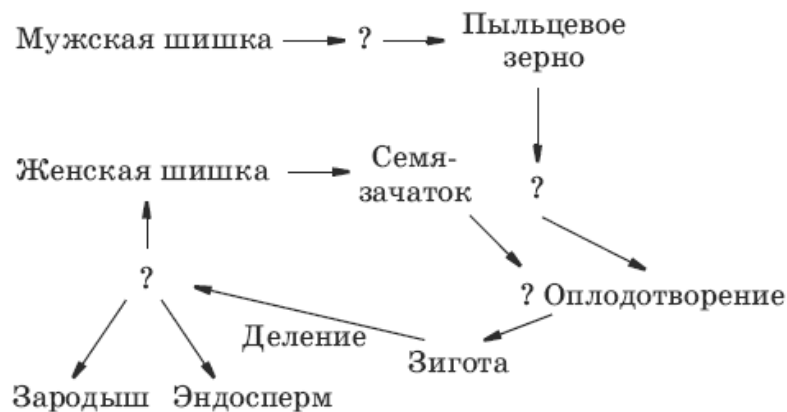 Мужская шишка ? Пыльцевое
зерно
Женская шишка Семя-
зачаток ?
? ? Оплодотворение
Деление
Зигота
Зародыш Эндосперм